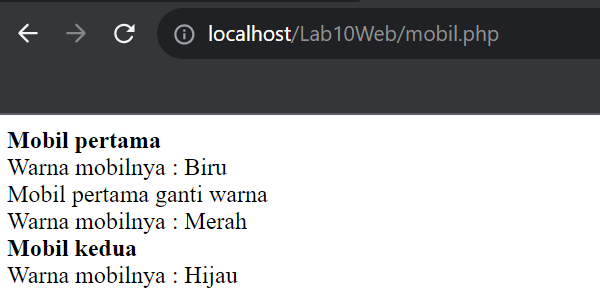 localhost/Lab10Web/mobil.php
Mobil pertama
Warna mobilnya : Biru
Mobil pertama ganti warna
Warna mobilnya : Merah
Mobil kedua
Warna mobilnya : Hijau